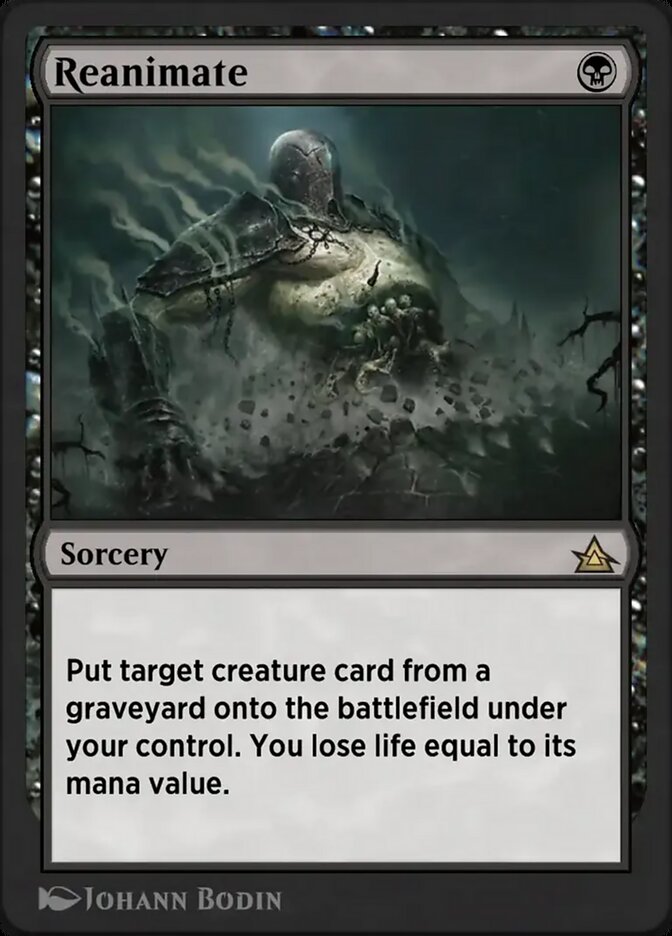 Reanimate
Sorcery
Put target creature card from a
graveyard onto the battlefield under
your control. You lose life equal to its
mana value.
Johann Bodin